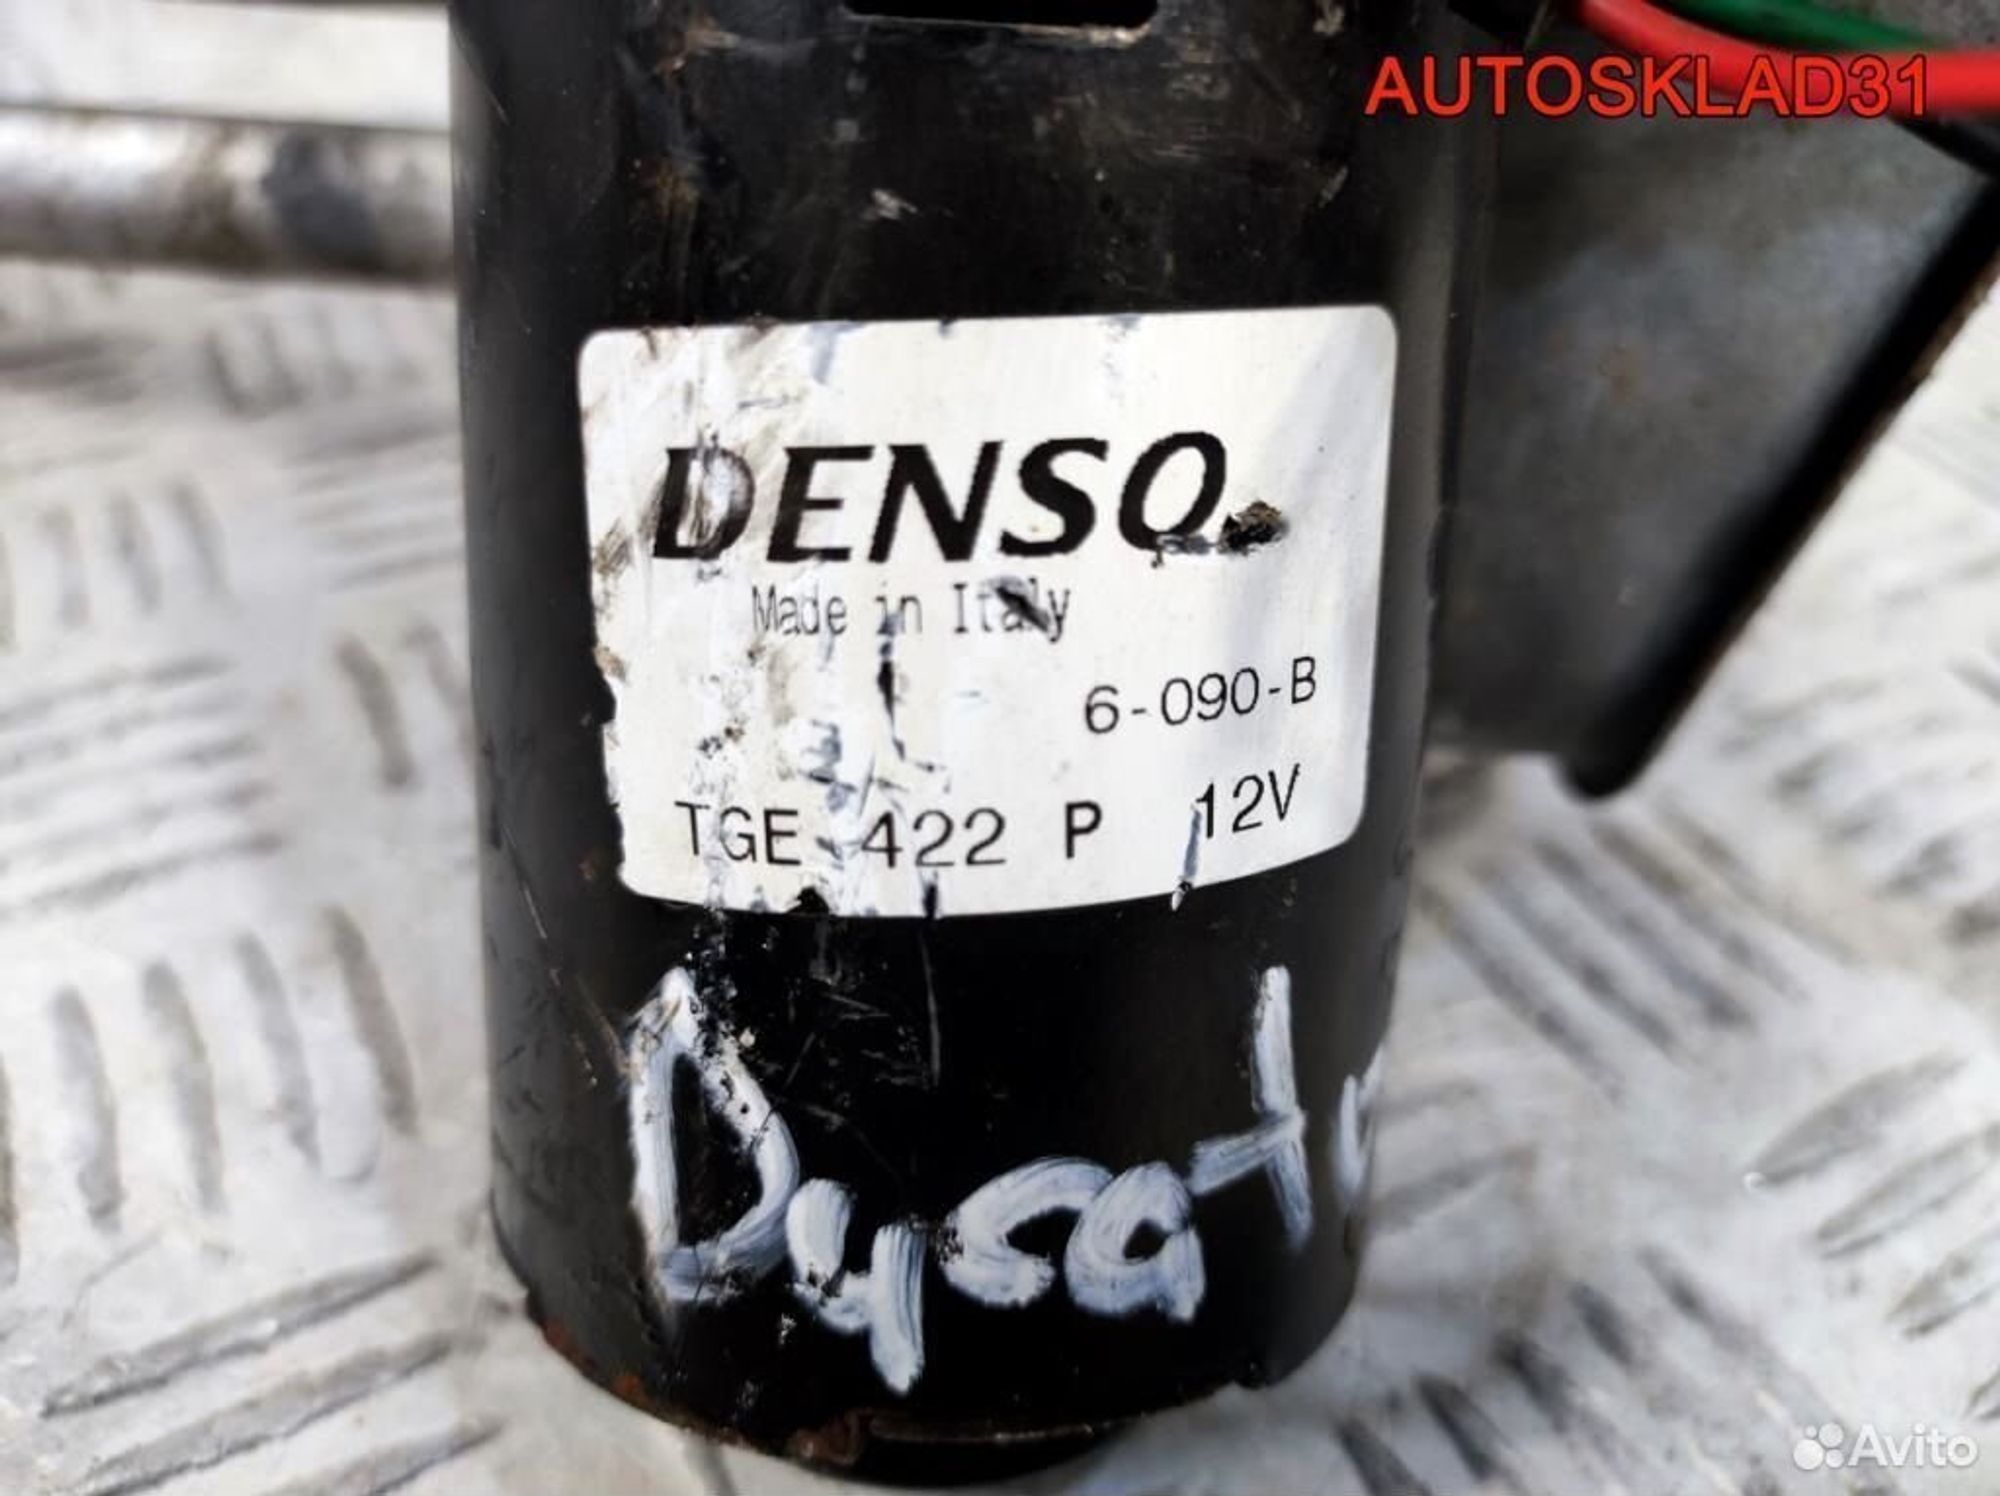 AUTOSKLAD31
DENSO
Made in Italy
6-090-B
TGE 422 P 12V
Avito